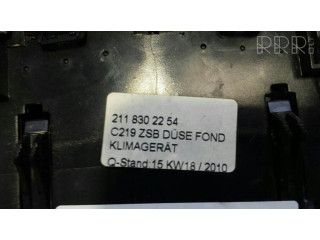 RRR
211 830 22 54
C219 ZSB DÜSE FOND
KLIMAGERÄT
Q-Stand:15 KW18 / 2010